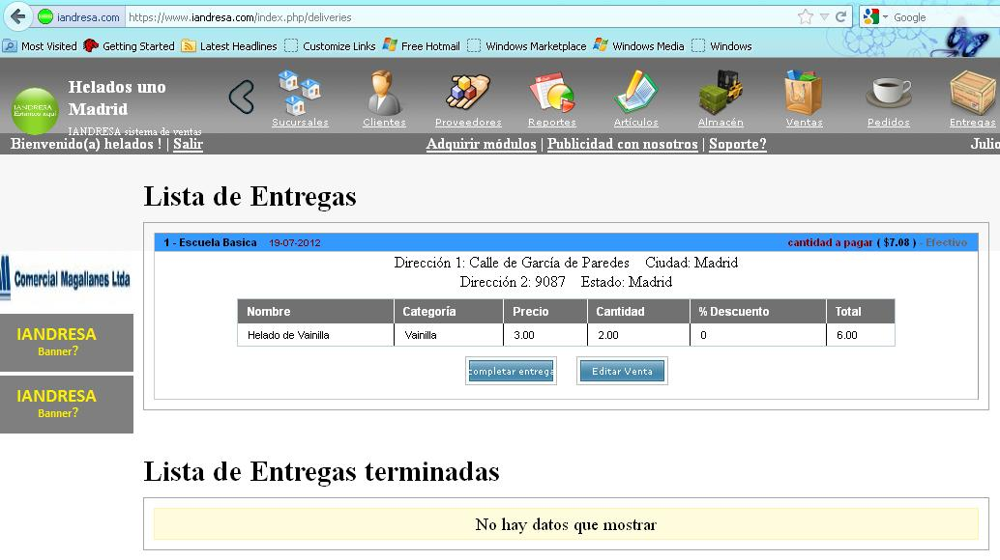 iandresa.com
https://www.iandresa.com/index.php/deliveries
Google
Most Visited
Getting Started
Latest Headlines
Customize Links
Free Hotmail
Windows Marketplace
Windows Media
Windows
IANDRESA
Estamos aqui
Helados uno
Madrid
IANDRESA sistema de ventas
Sucursales
Clientes
Proveedores
Reportes
Artículos
Almacén
Ventas
Pedidos
Entregas
Bienvenido(a) helados ! | Salir
Adquirir módulos | Publicidad con nosotros | Soporte?
Julio
Lista de Entregas
1 - Escuela Basica 19-07-2012
cantidad a pagar ( $7.08 ) - Efectivo
Dirección 1: Calle de García de Paredes Ciudad: Madrid
Dirección 2: 9087 Estado: Madrid
Nombre Categoría Precio Cantidad % Descuento Total
Helado de Vainilla Vainilla 3.00 2.00 0 6.00
completar entrega
Editar Venta
Comercial Magallanes Ltda
IANDRESA
Banner?
IANDRESA
Banner?
Lista de Entregas terminadas
No hay datos que mostrar